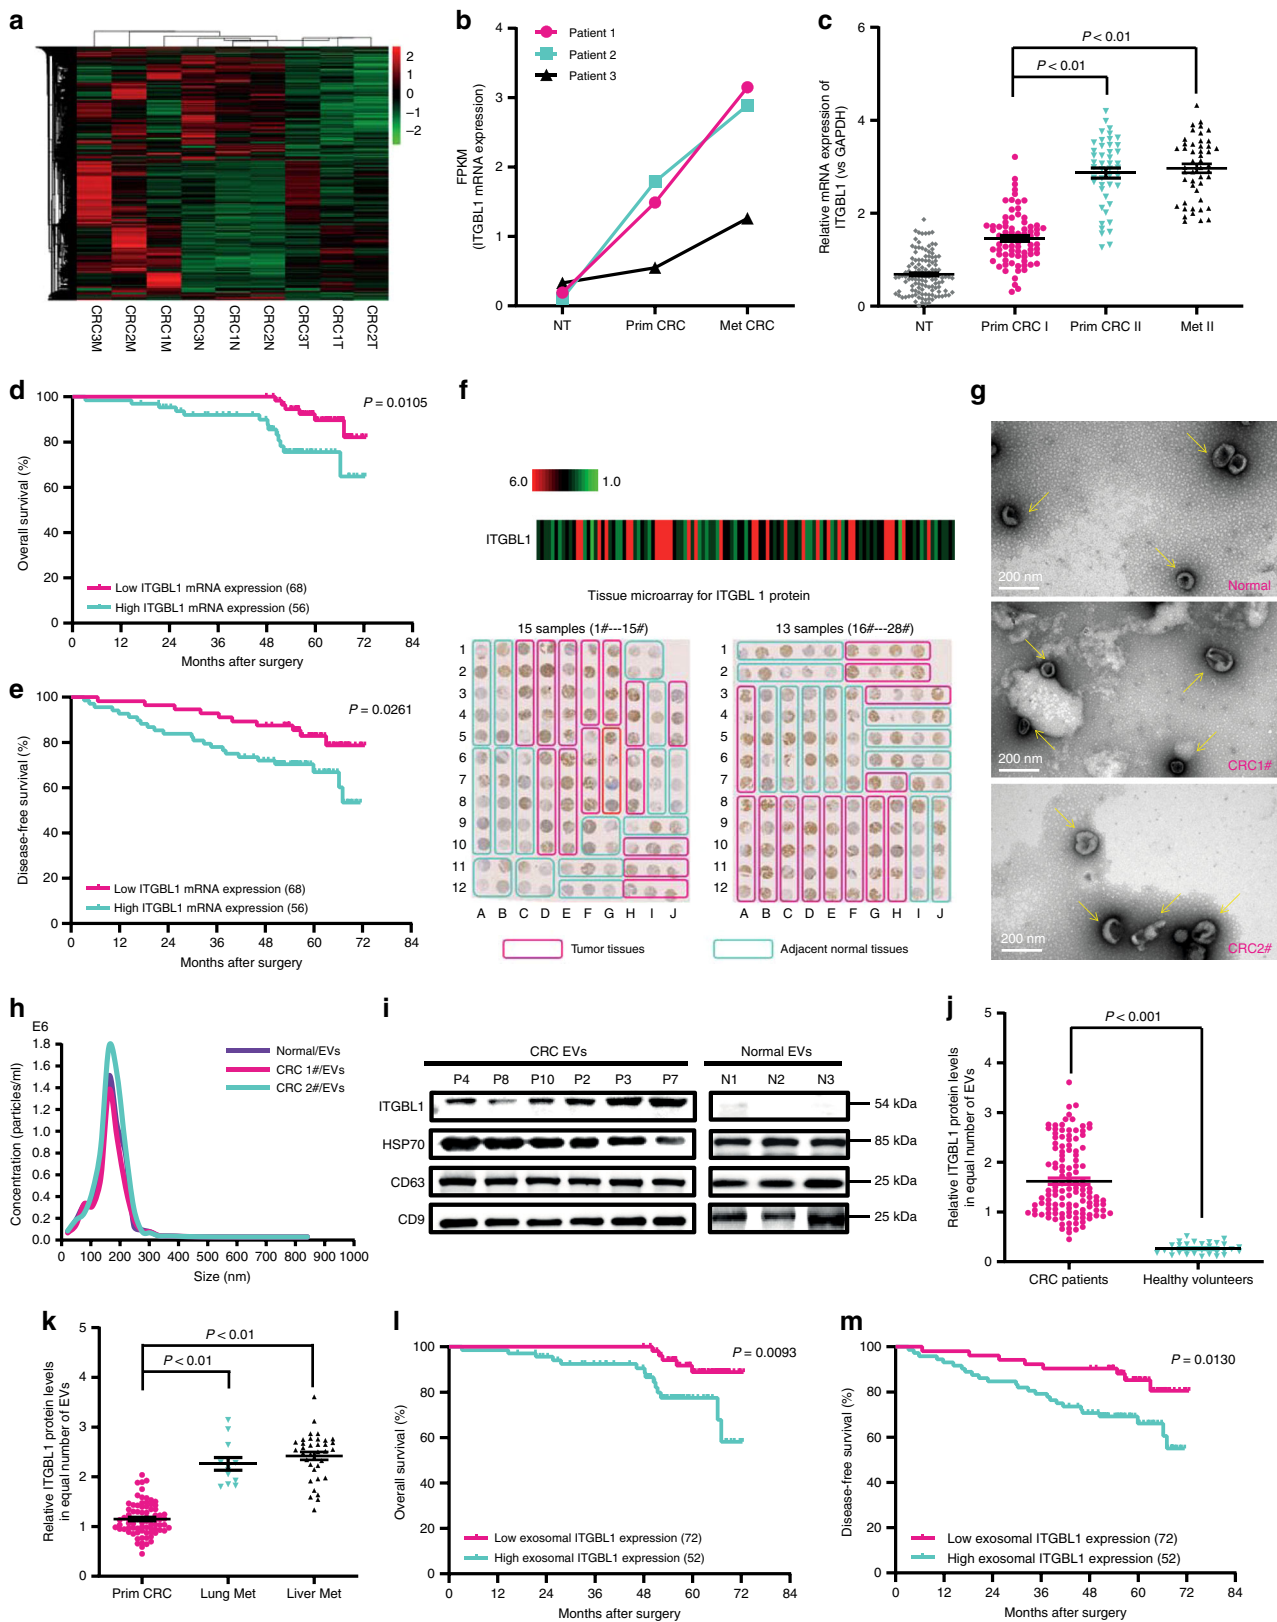 a
2
1
0
−1
−2
CRC3M
CRC2M
CRC1M
CRC3N
CRC1N
CRC2N
CRC3T
CRC1T
CRC2T
b
FPKM
(ITGBL1 mRNA expression)
4
3
2
1
0
Patient 1
Patient 2
Patient 3
NT Prim CRC Met CRC
c
Relative mRNA expression of
ITGBL1 (vs GAPDH)
6
4
2
0
P < 0.01
P < 0.01
NT Prim CRC I Prim CRC II Met II
d
Overall survival (%)
100
80
60
40
20
0
P = 0.0105
Low ITGBL1 mRNA expression (68)
High ITGBL1 mRNA expression (56)
0 12 24 36 48 60 72 84
Months after surgery
e
Disease-free survival (%)
100
80
60
40
20
0
P = 0.0261
Low ITGBL1 mRNA expression (68)
High ITGBL1 mRNA expression (56)
0 12 24 36 48 60 72 84
Months after surgery
f
6.0 1.0
ITGBL1
Tissue microarray for ITGBL 1 protein
15 samples (1#---15#)
1
2
3
4
5
6
7
8
9
10
11
12
A B C D E F G H I J
13 samples (16#---28#)
1
2
3
4
5
6
7
8
9
10
11
12
A B C D E F G H I J
Tumor tissues
Adjacent normal tissues
g
200 nm
Normal
200 nm
CRC1#
200 nm
CRC2#
h
E6
Concentration (particles/ml)
1.8
1.6
1.4
1.2
1.0
0.8
0.6
0.4
0.2
0.0
Normal/EVs
CRC 1#/EVs
CRC 2#/EVs
0 100 200 300 400 500 600 700 800 900 1000
Size (nm)
i
CRC EVs Normal EVs
P4 P8 P10 P2 P3 P7 N1 N2 N3
ITGBL1 54 kDa
HSP70 85 kDa
CD63 25 kDa
CD9 25 kDa
j
Relative ITGBL1 protein levels
in equal number of EVs
5
4
3
2
1
0
P < 0.001
CRC patients Healthy volunteers
k
Relative ITGBL1 protein levels
in equal number of EVs
5
4
3
2
1
0
P < 0.01
P < 0.01
Prim CRC Lung Met Liver Met
l
Overall survival (%)
100
80
60
40
20
0
P = 0.0093
Low exosomal ITGBL1 expression (72)
High exosomal ITGBL1 expression (52)
0 12 24 36 48 60 72 84
Months after surgery
m
Disease-free survival (%)
100
80
60
40
20
0
P = 0.0130
Low exosomal ITGBL1 expression (72)
High exosomal ITGBL1 expression (52)
0 12 24 36 48 60 72 84
Months after surgery